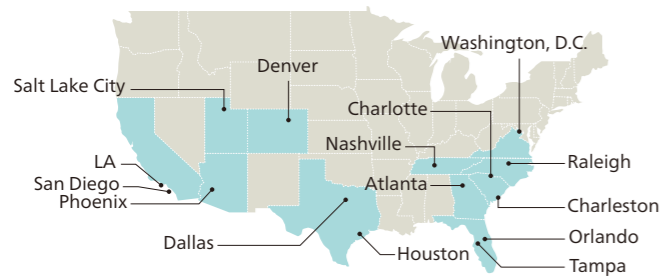 Washington, D.C.
Denver
Salt Lake City
Charlotte
Nashville
LA
Raleigh
San Diego
Atlanta
Phoenix
Charleston
Dallas
Orlando
Houston
Tampa